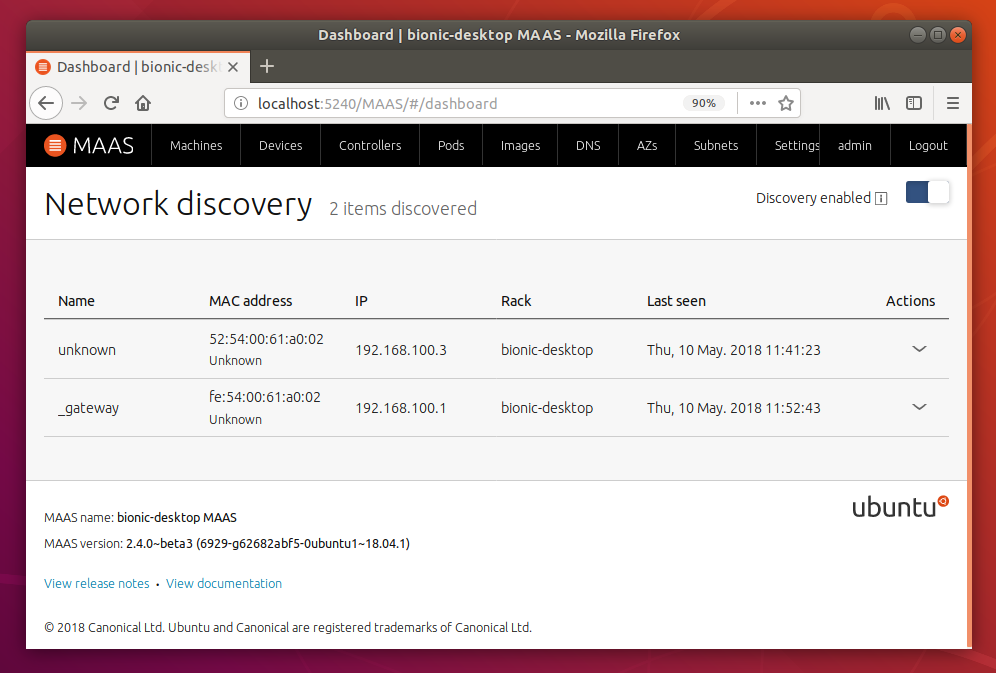 Dashboard | bionic-desktop MAAS - Mozilla Firefox
Dashboard | bionic-deskt
localhost:5240/MAAS/#/dashboard 90%
MAAS Machines Devices Controllers Pods Images DNS AZs Subnets Settings admin Logout
Network discovery 2 items discovered Discovery enabled i
Name MAC address IP Rack Last seen Actions
unknown 52:54:00:61:a0:02 192.168.100.3 bionic-desktop Thu, 10 May. 2018 11:41:23
Unknown
_gateway fe:54:00:61:a0:02 192.168.100.1 bionic-desktop Thu, 10 May. 2018 11:52:43
Unknown
ubuntu
MAAS name: bionic-desktop MAAS
MAAS version: 2.4.0~beta3 (6929-g62682abf5-0ubuntu1~18.04.1)
View release notes • View documentation
© 2018 Canonical Ltd. Ubuntu and Canonical are registered trademarks of Canonical Ltd.